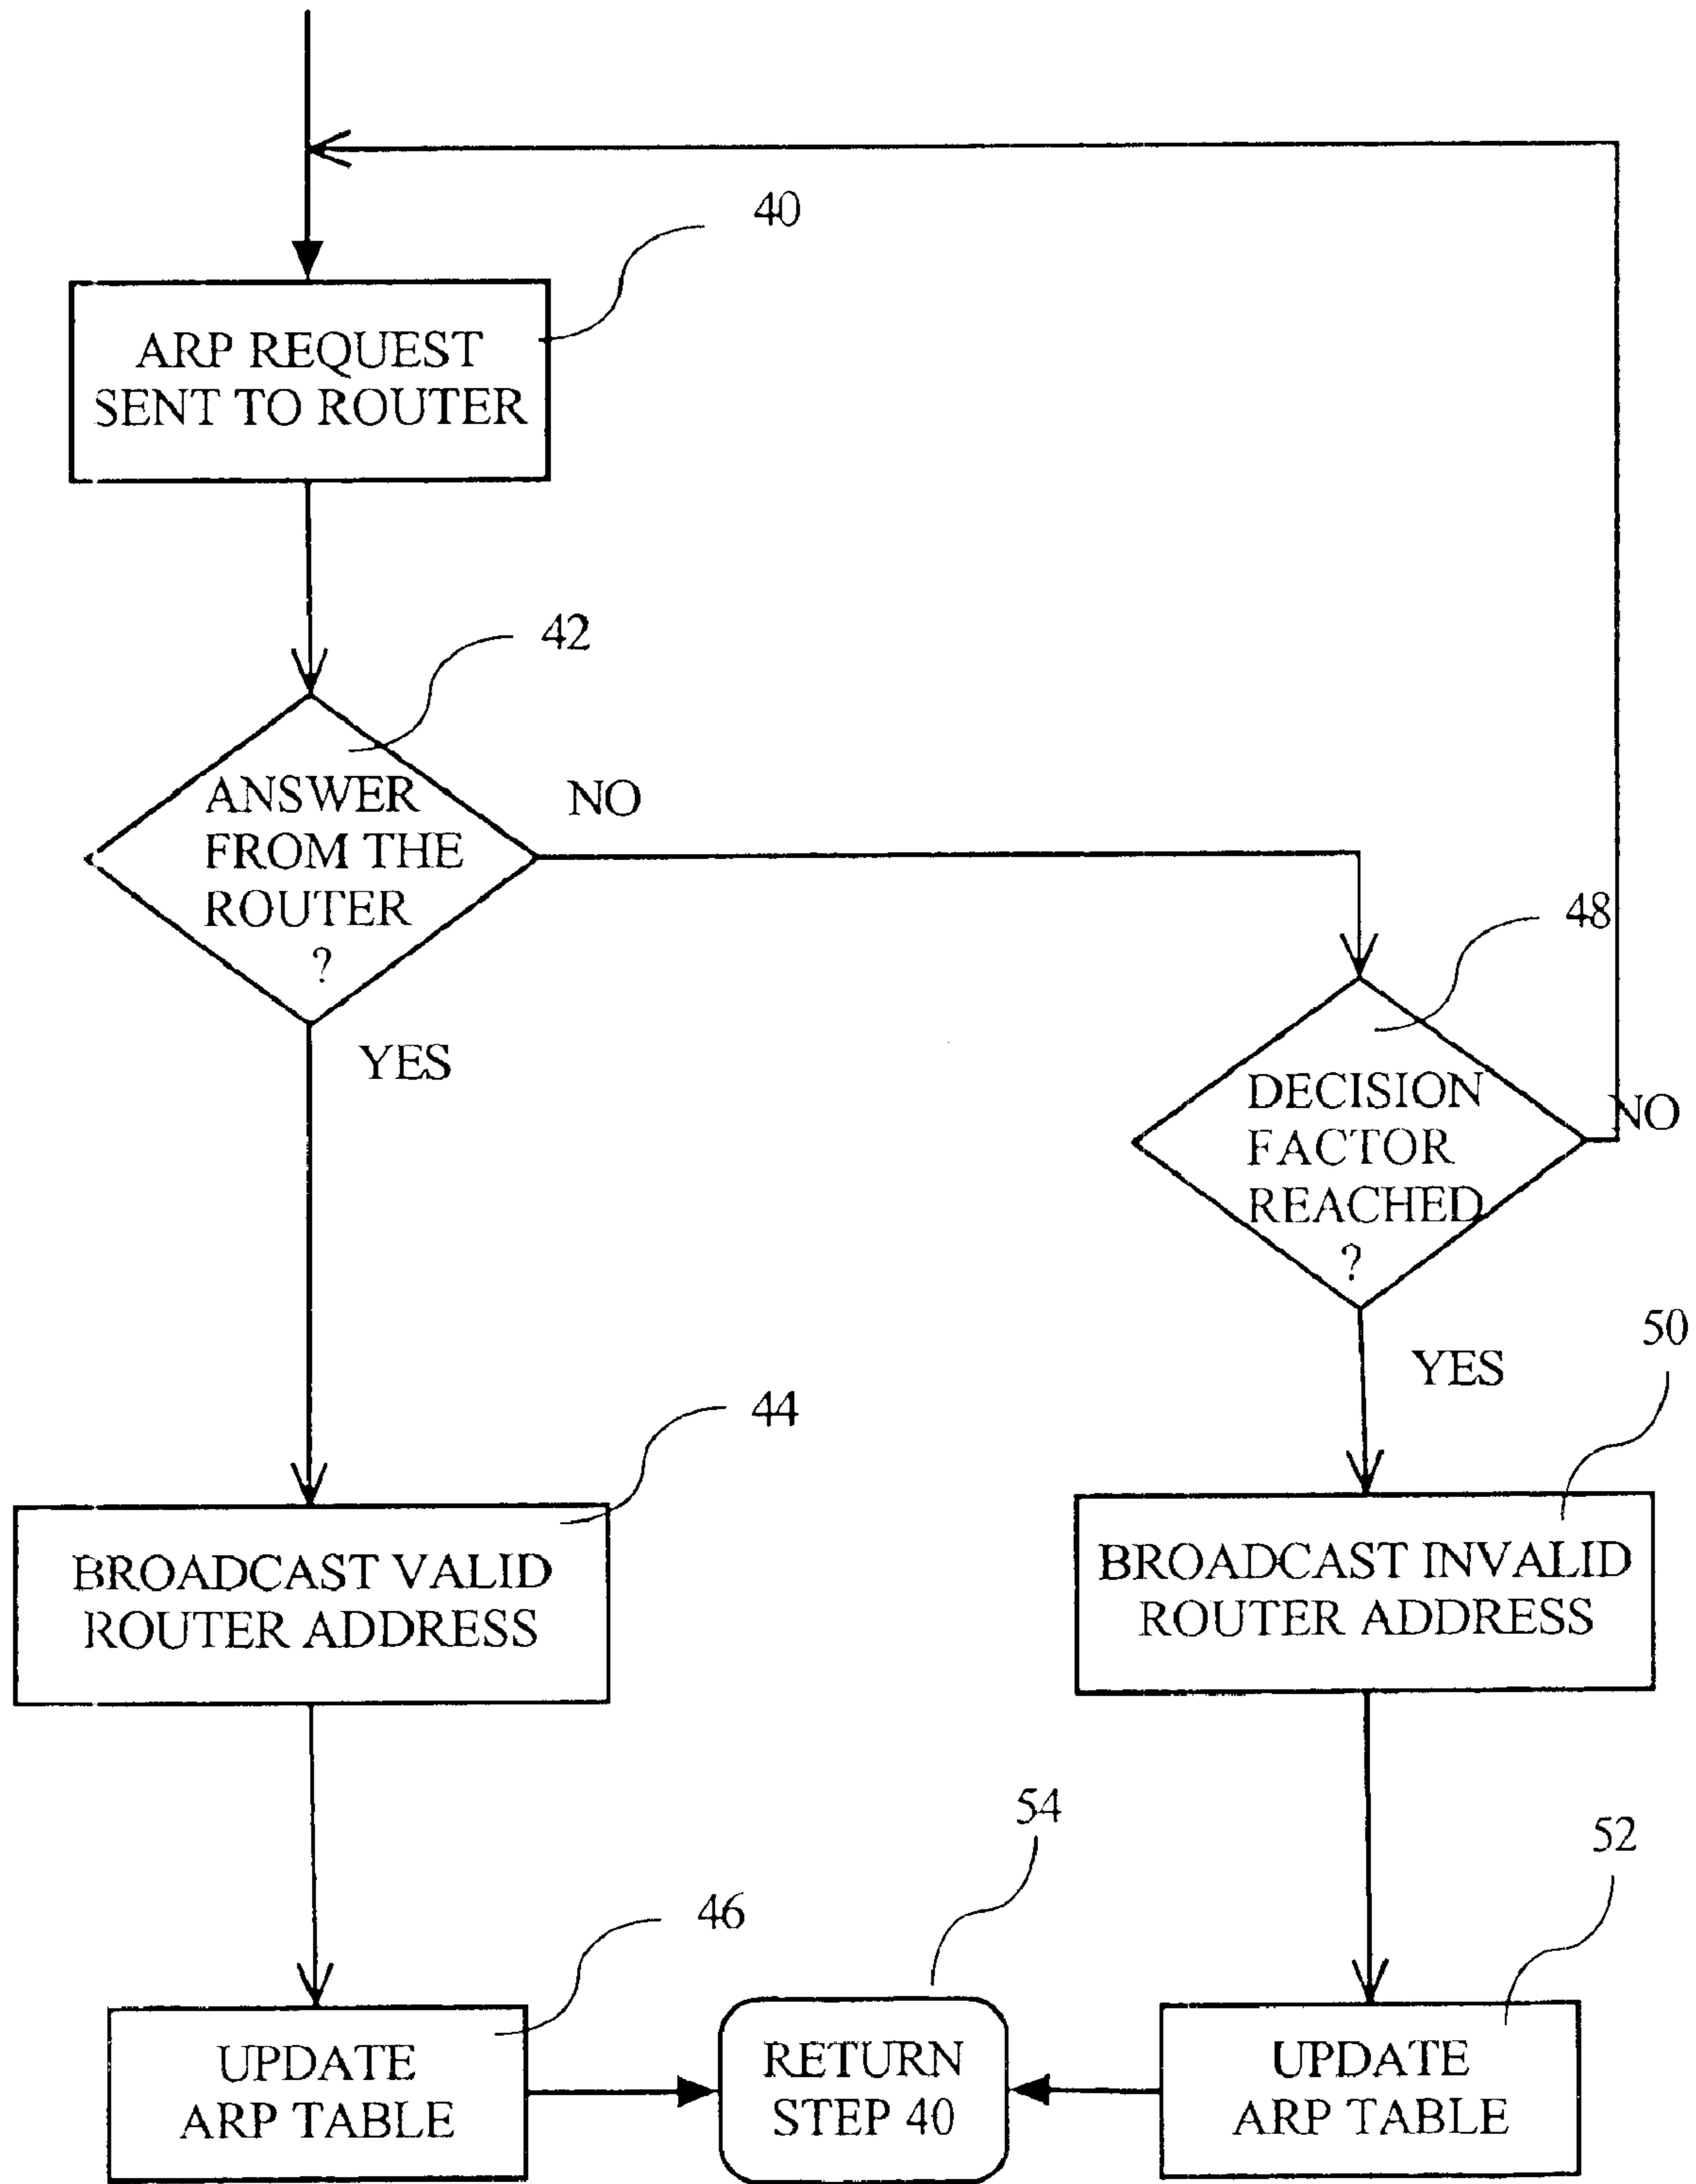 40
ARP REQUEST
SENT TO ROUTER
42
ANSWER
FROM THE
ROUTER
?
NO
YES
48
DECISION
FACTOR
REACHED
?
NO
YES
44
BROADCAST VALID
ROUTER ADDRESS
50
BROADCAST INVALID
ROUTER ADDRESS
46
UPDATE
ARP TABLE
54
RETURN
STEP 40
52
UPDATE
ARP TABLE